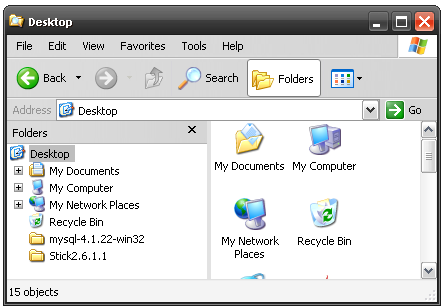 Desktop
File Edit View Favorites Tools Help
Back Search Folders
Address Desktop Go
Folders
Desktop
My Documents
My Computer
My Network Places
Recycle Bin
mysql-4.1.22-win32
Stick2.6.1.1
My Documents My Computer
My Network
Places
Recycle Bin
15 objects